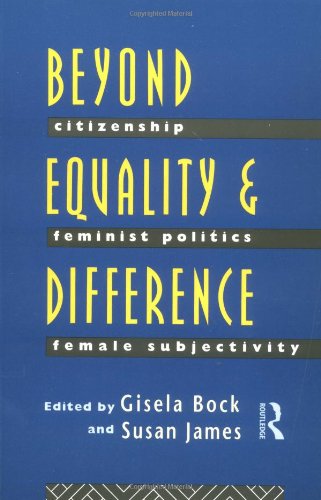 BEYOND
citizenship
EQUALITY &
feminist politics
DIFFERENCE
female subjectivity
Edited by Gisela Bock
and Susan James
ROUTLEDGE